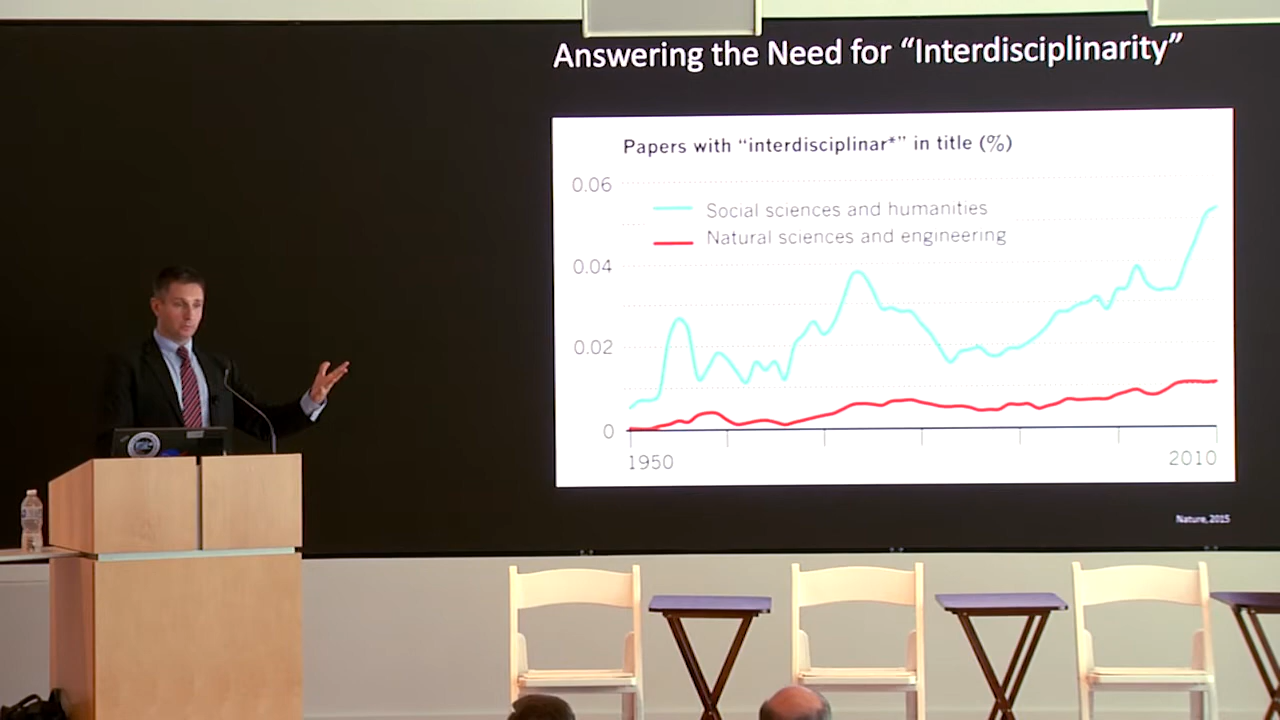 Answering the Need for “Interdisciplinarity”
Papers with “interdisciplinar*” in title (%)
0.06
Social sciences and humanities
Natural sciences and engineering
0.04
0.02
0
1950
2010
Nature, 2015